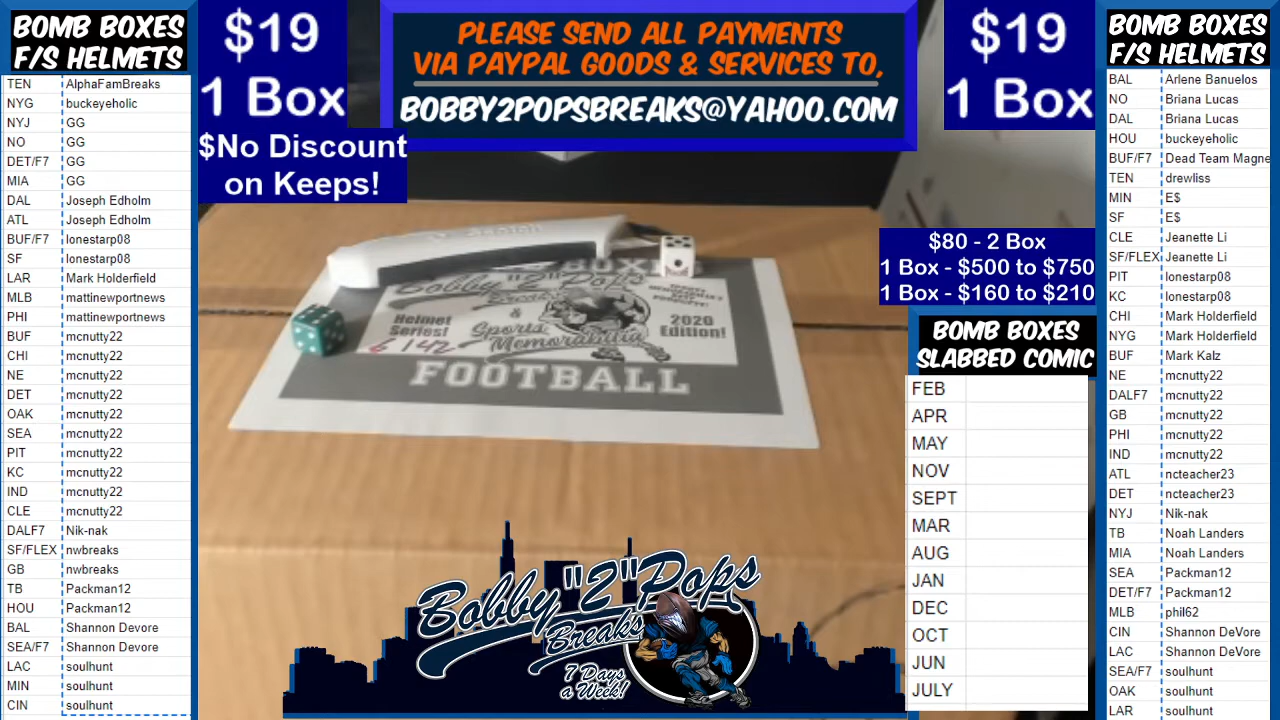 BOMB BOXES
F/S HELMETS
TEN AlphaFamBreaks
NYG buckeyeholic
NYJ GG
NO GG
DET/F7 GG
MIA GG
DAL Joseph Edholm
ATL Joseph Edholm
BUF/F7 lonestarp08
SF lonestarp08
LAR Mark Holderfield
MLB mattinewportnews
PHI mattinewportnews
BUF mcnutty22
CHI mcnutty22
NE mcnutty22
DET mcnutty22
OAK mcnutty22
SEA mcnutty22
PIT mcnutty22
KC mcnutty22
IND mcnutty22
CLE mcnutty22
DALF7 Nik-nak
SF/FLEX nwbreaks
GB nwbreaks
TB Packman12
HOU Packman12
BAL Shannon Devore
SEA/F7 Shannon Devore
LAC soulhunt
MIN soulhunt
CIN soulhunt
$19
1 Box
$No Discount
on Keeps!
PLEASE SEND ALL PAYMENTS
VIA PAYPAL GOODS & SERVICES TO,
BOBBY2POPSBREAKS@YAHOO.COM
$19
1 Box
$80 - 2 Box
1 Box - $500 to $750
1 Box - $160 to $210
Bobby "2" Pops
Helmet
Series!
&
Sports
Memorabilia
2020
Edition!
FOOTBALL
Bobby "2" Pops
Breaks
7 Days
a Week!
BOMB BOXES
SLABBED COMIC
FEB
APR
MAY
NOV
SEPT
MAR
AUG
JAN
DEC
OCT
JUN
JULY
BOMB BOXES
F/S HELMETS
BAL Arlene Banuelos
NO Briana Lucas
DAL Briana Lucas
HOU buckeyeholic
BUF/F7 Dead Team Magne
TEN drewliss
MIN E$
SF E$
CLE Jeanette Li
SF/FLEX Jeanette Li
PIT lonestarp08
KC lonestarp08
CHI Mark Holderfield
NYG Mark Holderfield
BUF Mark Kalz
NE mcnutty22
DALF7 mcnutty22
GB mcnutty22
PHI mcnutty22
IND mcnutty22
ATL ncteacher23
DET ncteacher23
NYJ Nik-nak
TB Noah Landers
MIA Noah Landers
SEA Packman12
DET/F7 Packman12
MLB phil62
CIN Shannon DeVore
LAC Shannon DeVore
SEA/F7 soulhunt
OAK soulhunt
LAR soulhunt